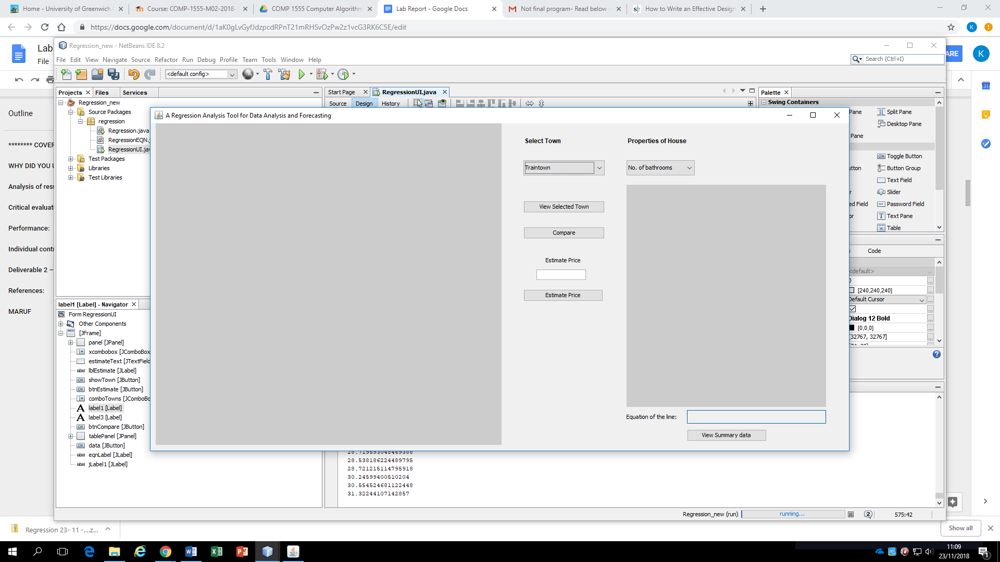 Home - University of Greenwich
Course: COMP-1555-M02-2018-
COMP 1555 Computer Algorithm
Lab Report - Google Docs
Not final program- Read below -
How to Write an Effective Design
https://docs.google.com/document/d/1aK0gLvGyfJdzpcdRPnT21mRHSvOzPw2z1vcG3RK6C5E/edit
K
Lab
File
ARE
K
Regression_new - NetBeans IDE 8.2
File Edit View Navigate Source Refactor Run Debug Profile Team Tools Window Help
Search (Ctrl+I)
<default config>
Projects Files Services
Start Page RegressionUI.java
Palette
Source Design History
Swing Containers
Outline
******** COVER
WHY DID YOU U
Analysis of resu
Critical evaluat
Performance:
Individual contr
Deliverable 2 –
References:
MARUF
Regression_new
Source Packages
regression
Regression.java
RegressionEQN.j
RegressionUI.jav
Test Packages
Libraries
Test Libraries
label1 [Label] - Navigator
Form RegressionUI
Other Components
[JFrame]
panel [JPanel]
xcombobox [JComboBox
estimateText [JTextField
lblEstimate [JLabel]
showTown [JButton]
btnEstimate [JButton]
comboTowns [JComboBo
label1 [Label]
label3 [Label]
btnCompare [JButton]
tablePanel [JPanel]
data [JButton]
eqnLabel [JLabel]
jLabel1 [JLabel]
A Regression Analysis Tool for Data Analysis and Forecasting
Select Town
Properties of House
Traintown
No. of bathrooms
View Selected Town
Compare
Estimate Price
Estimate Price
Equation of the line:
View Summary data
Pane Split Pane
Desktop Pane
Pane
Toggle Button
tton Button Group
Text Field
r Slider
ed Field Password Field
or Text Pane
Table
s Code
<default>
0
[240,240,240]
Default Cursor
Dialog 12 Bold
[0,0,0]
[32767, 32767]
28.719593048469388
28.538186224489795
28.721215114795918
30.24599400510204
30.554524681122448
31.32244107142857
Regression_new (run)
running...
2
575:42
Regression 23- 11 -....z...
Show all
11:09
23/11/2018
1